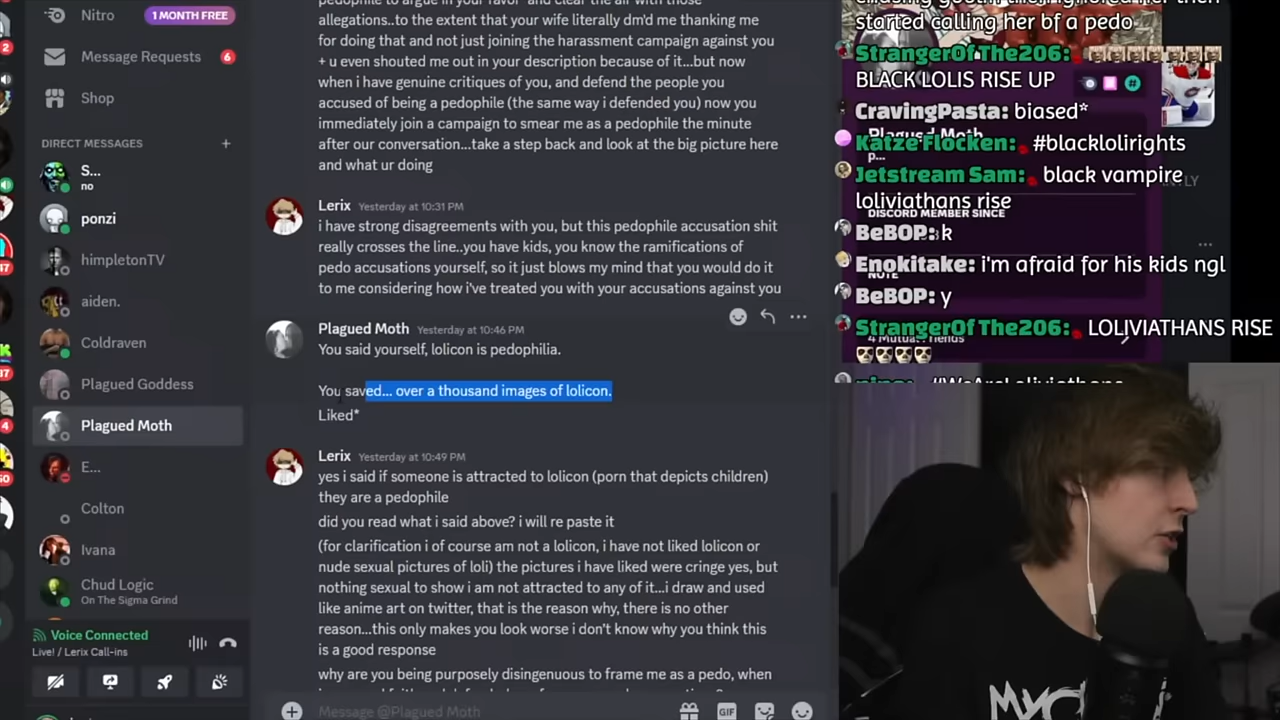 Nitro
1 MONTH FREE
Message Requests
6
Shop
DIRECT MESSAGES
S...
no
ponzi
himpletonTV
aiden.
Coldraven
Plagued Goddess
Plagued Moth
E...
Colton
Ivana
Chud Logic
On The Sigma Grind
Voice Connected
Live! / Lerix Call-ins
pedophile to argue in your favor and clear the air with those
allegations..to the extent that your wife literally dm'd me thanking me
for doing that and not just joining the harassment campaign against you
+ u even shouted me out in your description because of it...but now
when i have genuine critiques of you, and defend the people you
accused of being a pedophile (the same way i defended you) now you
immediately join a campaign to smear me as a pedophile the minute
after our conversation...take a step back and look at the big picture here
and what ur doing
Lerix Yesterday at 10:31 PM
i have strong disagreements with you, but this pedophile accusation shit
really crosses the line..you have kids, you know the ramifications of
pedo accusations yourself, so it just blows my mind that you would do it
to me considering how i've treated you with your accusations against you
Plagued Moth Yesterday at 10:46 PM
You said yourself, lolicon is pedophilia.
You saved... over a thousand images of lolicon.
Liked*
Lerix Yesterday at 10:49 PM
yes i said if someone is attracted to lolicon (porn that depicts children)
they are a pedophile
did you read what i said above? i will re paste it
(for clarification i of course am not a lolicon, i have not liked lolicon or
nude sexual pictures of loli) the pictures i have liked were cringe yes, but
nothing sexual to show i am not attracted to any of it...i draw and used
like anime art on twitter, that is the reason why, there is no other
reason...this only makes you look worse i don't know why you think this
is a good response
why are you being purposely disingenuous to frame me as a pedo, when
Message @Plagued Moth
GIF
started calling her bf a pedo
StrangerOfThe206:
BLACK LOLIS RISE UP
CravingPasta: biased*
Plagued Moth
p...
KatzeFlocken: #blacklolirights
Jetstream Sam: black vampire
loliviathans rise
DISCORD MEMBER SINCE
BeBOP: k
Enokitake: i'm afraid for his kids ngl
NOTE
BeBOP: y
StrangerOfThe206: LOLIVIATHANS RISE
4 Mutual Friends
#WeAreLoliviathans